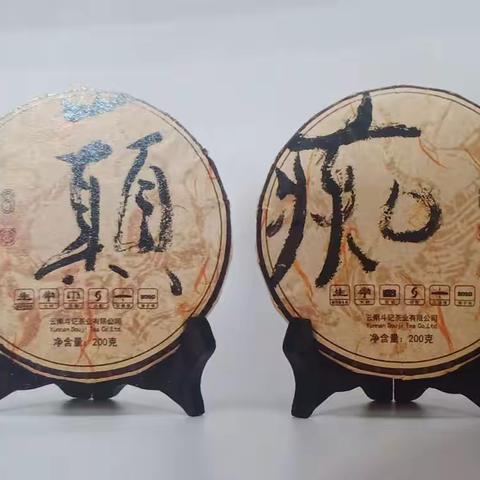 顛
云南斗记茶业有限公司
Yunnan Douji Tea Co.,Ltd.
净含量：200克
痴
云南斗记茶业有限公司
Yunnan Douji Tea Co.,Ltd.
净含量：200克